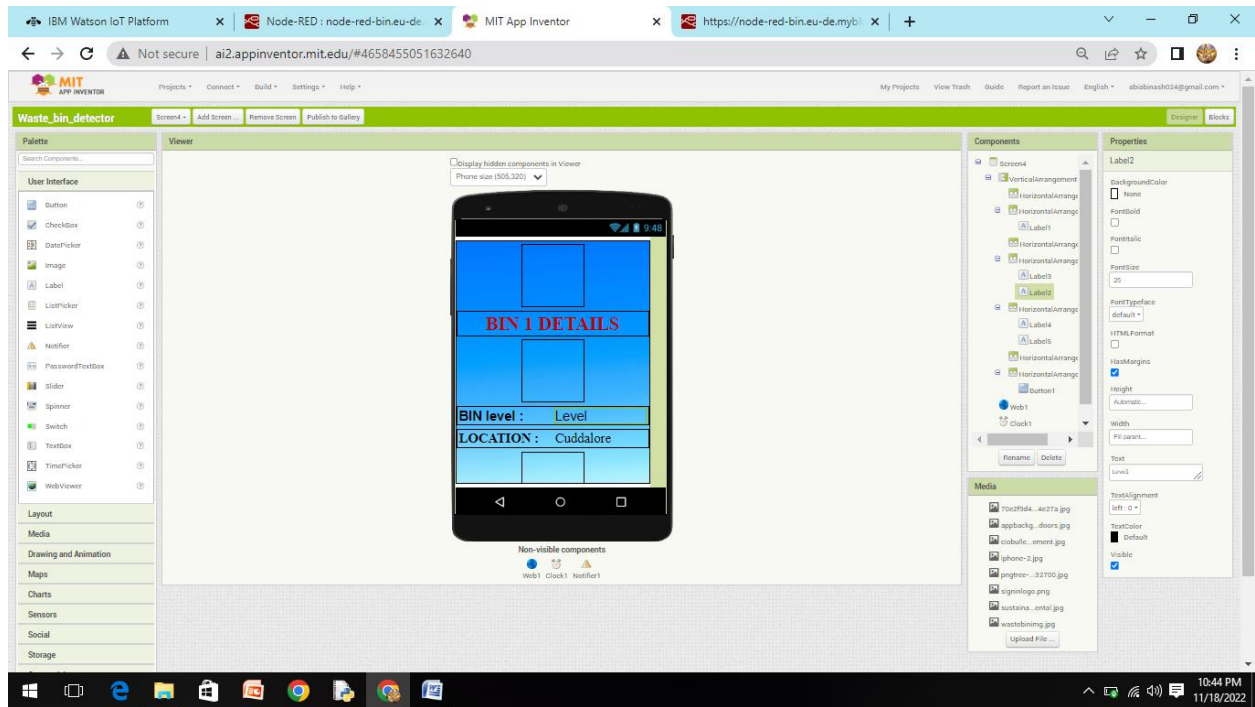 IBM Watson IoT Platform
Node-RED : node-red-bin.eu-de.
MIT App Inventor
https://node-red-bin.eu-de.mybl
Not secure | ai2.appinventor.mit.edu/#4658455051632640
MIT
APP INVENTOR
Projects Connect Build Settings Help
My Projects View Trash Guide Report an Issue English abiabinash024@gmail.com
Waste_bin_detector
Screen4 Add Screen ... Remove Screen Publish to Gallery
Designer Blocks
Palette
Search Components...
User Interface
Button
CheckBox
DatePicker
Image
Label
ListPicker
ListView
Notifier
PasswordTextBox
Slider
Spinner
Switch
TextBox
TimePicker
WebViewer
Layout
Media
Drawing and Animation
Maps
Charts
Sensors
Social
Storage
Viewer
Display hidden components in Viewer
Phone size (505,320)
9:48
BIN 1 DETAILS
BIN level : Level
LOCATION : Cuddalore
Non-visible components
Web1 Clock1 Notifier1
Components
Screen4
VerticalArrangement
HorizontalArrange
HorizontalArrange
Label1
HorizontalArrange
HorizontalArrange
Label3
Label2
HorizontalArrange
Label4
Label5
HorizontalArrange
HorizontalArrange
Button1
Web1
Clock1
Rename Delete
Media
70e2f9d4...4e27a.jpg
appbackg...doors.jpg
ciobulle...ement.jpg
iphone-2.jpg
pngtree-...32700.jpg
signinlogo.png
sustaina...ental.jpg
wastebinimg.jpg
Upload File ...
Properties
Label2
BackgroundColor
None
FontBold
FontItalic
FontSize
25
FontTypeface
default
HTMLFormat
HasMargins
Height
Automatic...
Width
Fill parent...
Text
Level
TextAlignment
left : 0
TextColor
Default
Visible
10:44 PM
11/18/2022